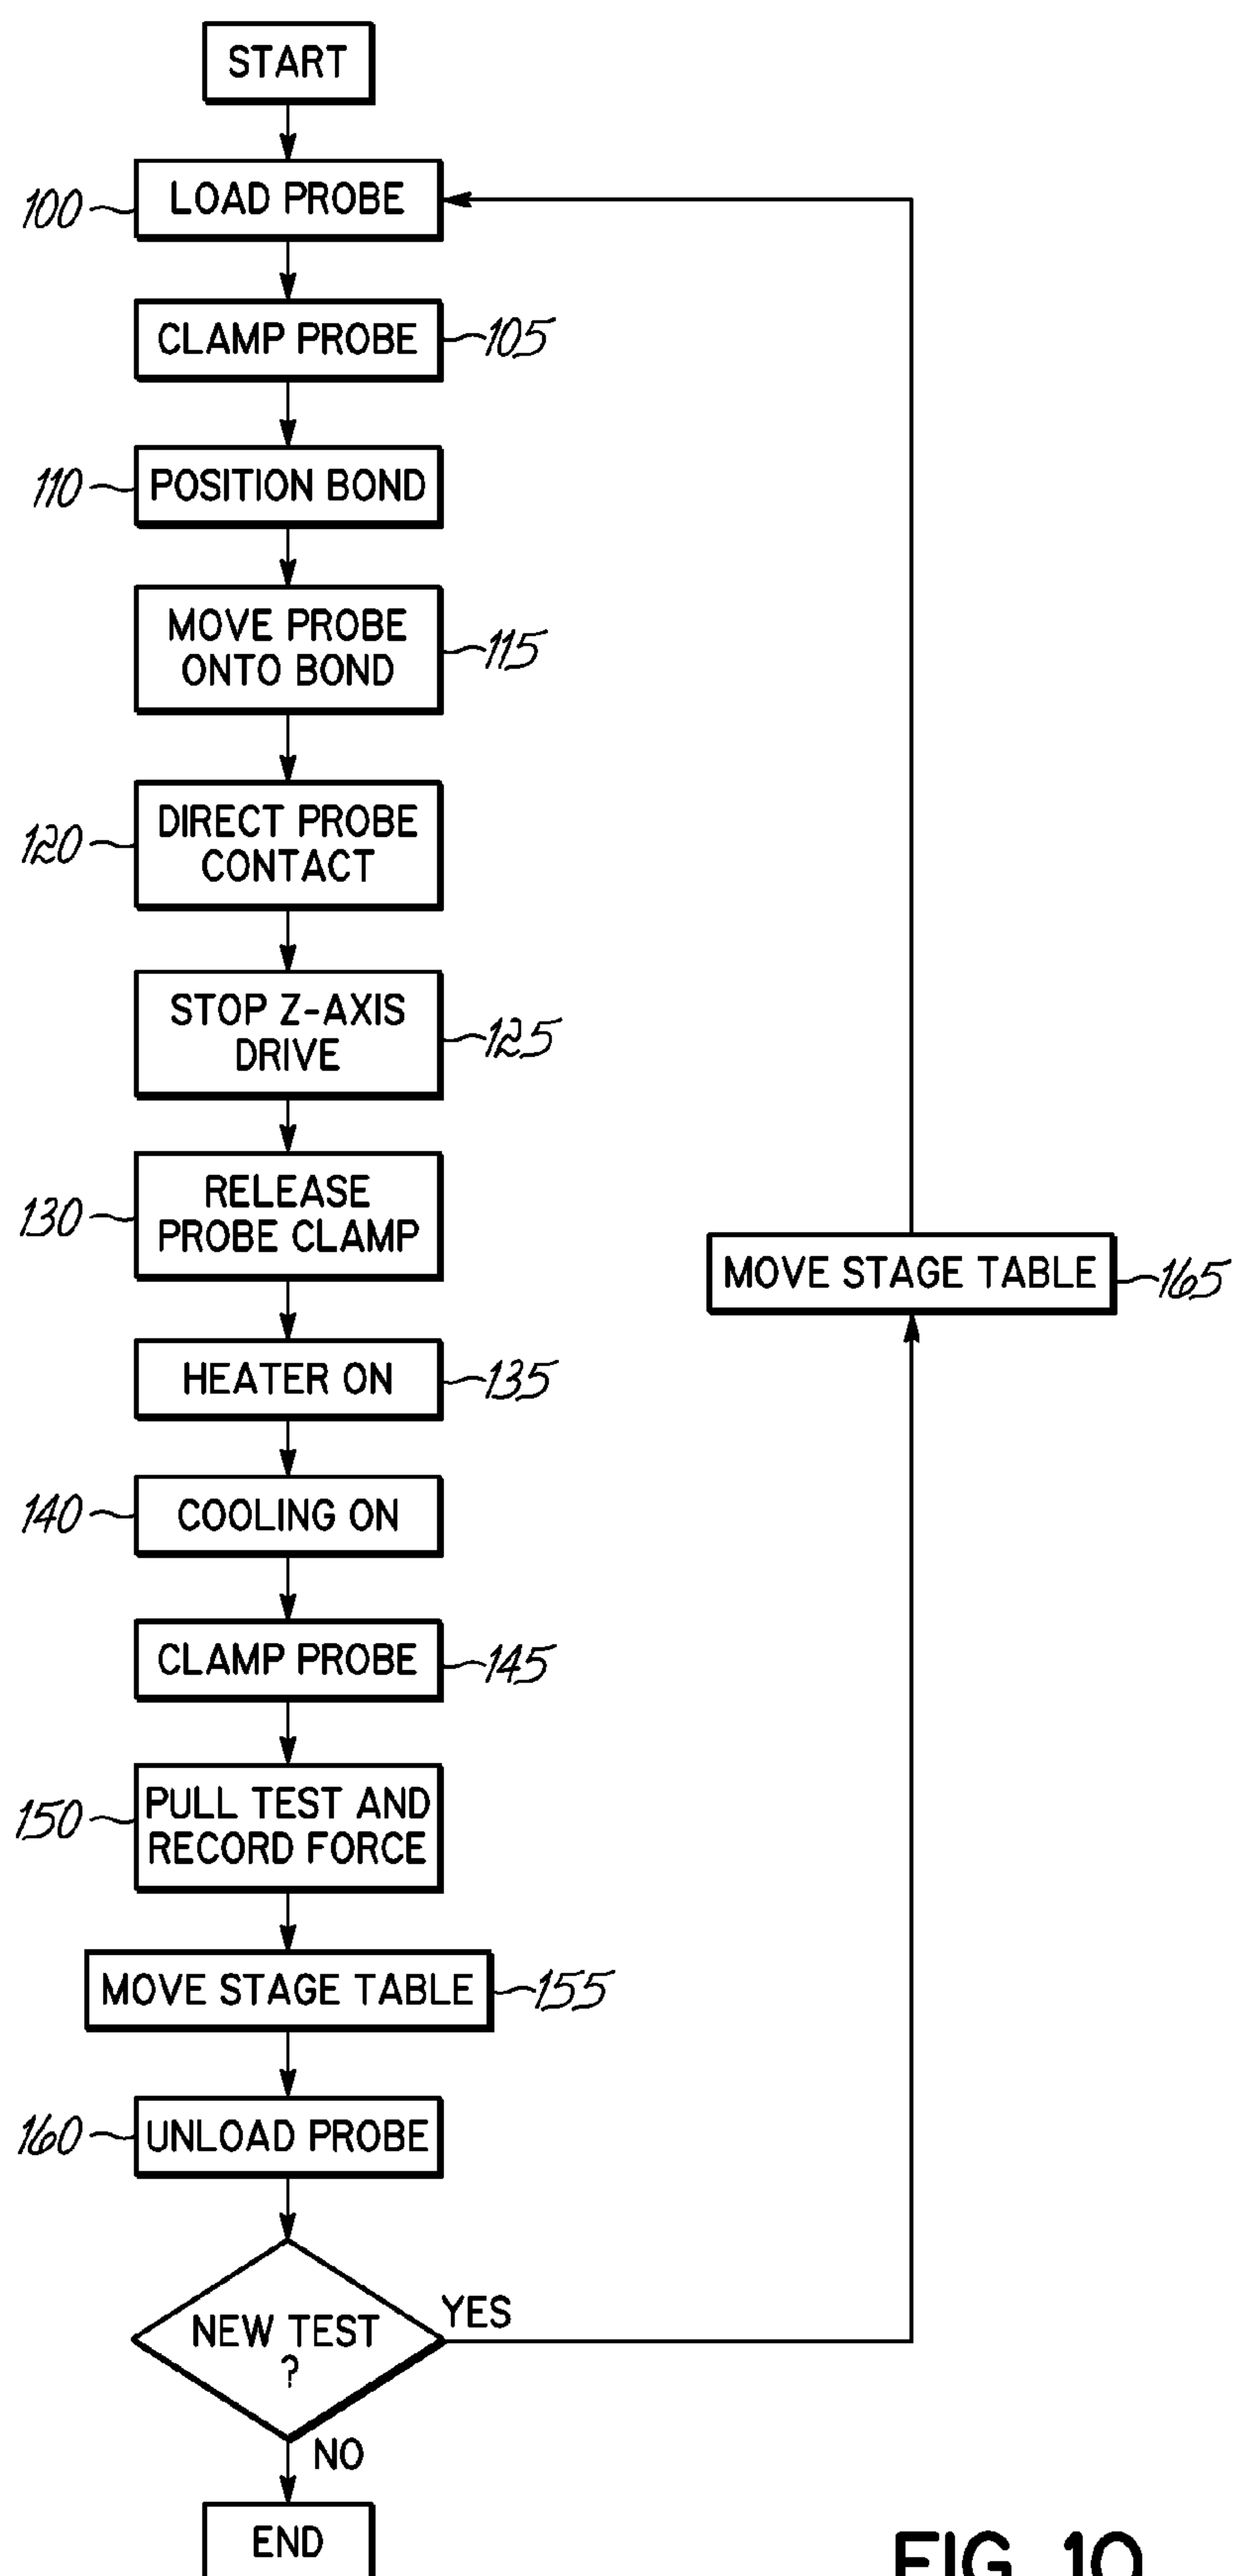 START
100
LOAD PROBE
CLAMP PROBE
105
110
POSITION BOND
MOVE PROBE
ONTO BOND
115
120
DIRECT PROBE
CONTACT
STOP Z-AXIS
DRIVE
125
130
RELEASE
PROBE CLAMP
MOVE STAGE TABLE
165
HEATER ON
135
140
COOLING ON
CLAMP PROBE
145
150
PULL TEST AND
RECORD FORCE
MOVE STAGE TABLE
155
160
UNLOAD PROBE
NEW TEST
?
YES
NO
END
FIG. 10